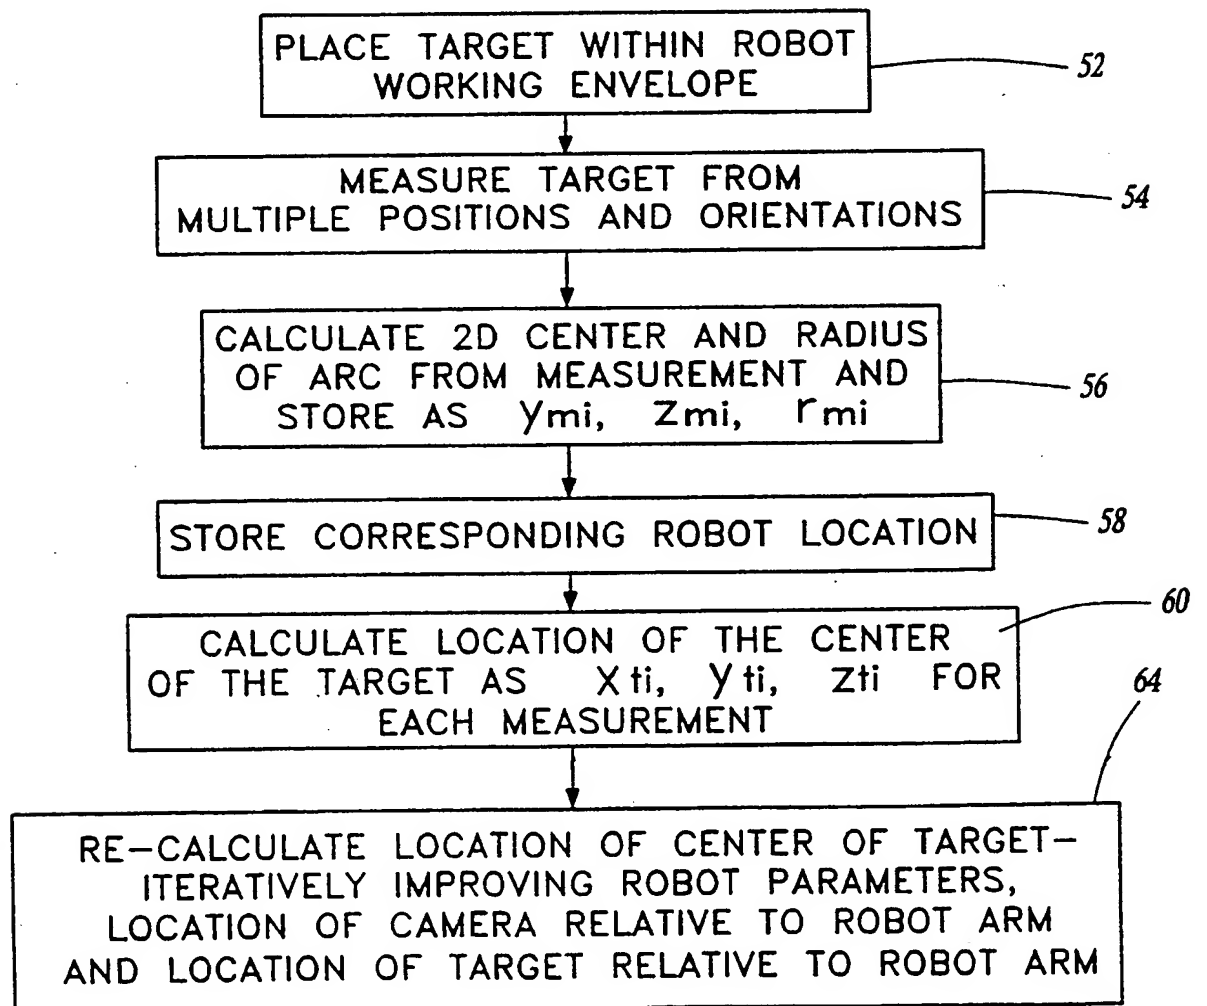 PLACE TARGET WITHIN ROBOT
WORKING ENVELOPE
52
MEASURE TARGET FROM
MULTIPLE POSITIONS AND ORIENTATIONS
54
CALCULATE 2D CENTER AND RADIUS
OF ARC FROM MEASUREMENT AND
STORE AS ymi, zmi, rmi
56
STORE CORRESPONDING ROBOT LOCATION
58
CALCULATE LOCATION OF THE CENTER
OF THE TARGET AS Xti, Yti, Zti FOR
EACH MEASUREMENT
60
64
RE-CALCULATE LOCATION OF CENTER OF TARGET-
ITERATIVELY IMPROVING ROBOT PARAMETERS,
LOCATION OF CAMERA RELATIVE TO ROBOT ARM
AND LOCATION OF TARGET RELATIVE TO ROBOT ARM